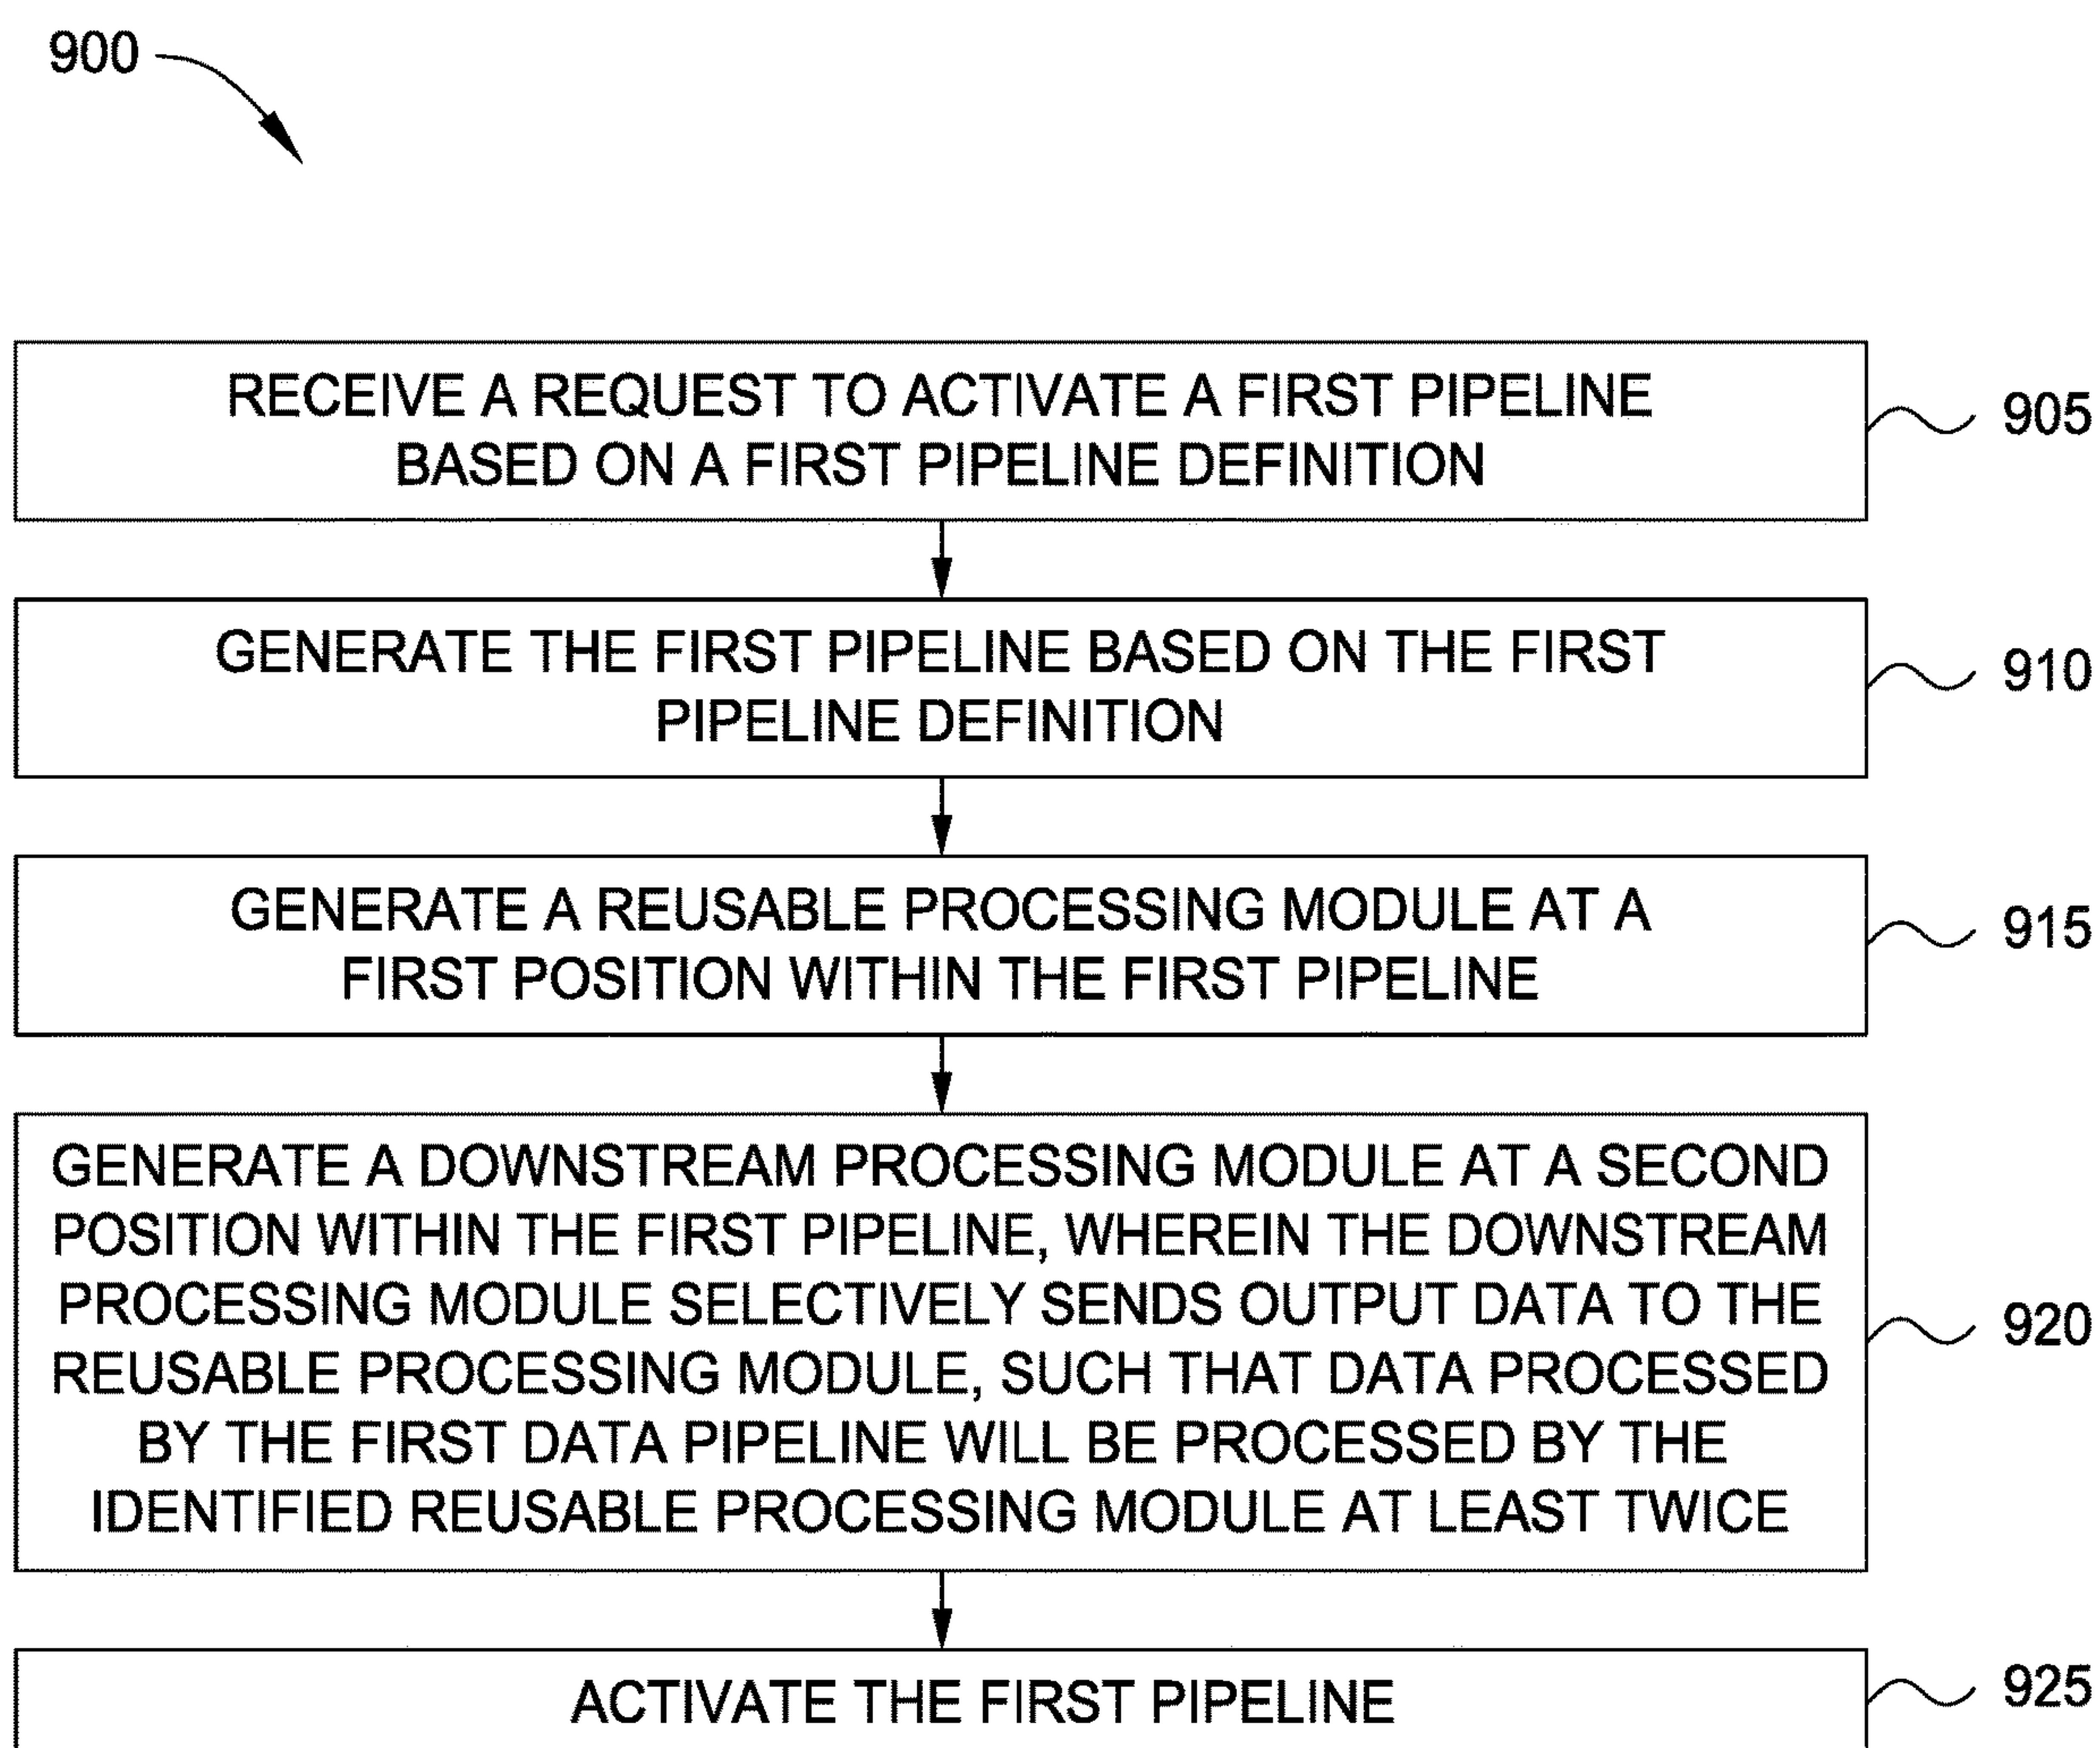 900
RECEIVE A REQUEST TO ACTIVATE A FIRST PIPELINE
BASED ON A FIRST PIPELINE DEFINITION
905
GENERATE THE FIRST PIPELINE BASED ON THE FIRST
PIPELINE DEFINITION
910
GENERATE A REUSABLE PROCESSING MODULE AT A
FIRST POSITION WITHIN THE FIRST PIPELINE
915
GENERATE A DOWNSTREAM PROCESSING MODULE AT A SECOND
POSITION WITHIN THE FIRST PIPELINE, WHEREIN THE DOWNSTREAM
PROCESSING MODULE SELECTIVELY SENDS OUTPUT DATA TO THE
REUSABLE PROCESSING MODULE, SUCH THAT DATA PROCESSED
BY THE FIRST DATA PIPELINE WILL BE PROCESSED BY THE
IDENTIFIED REUSABLE PROCESSING MODULE AT LEAST TWICE
920
ACTIVATE THE FIRST PIPELINE
925